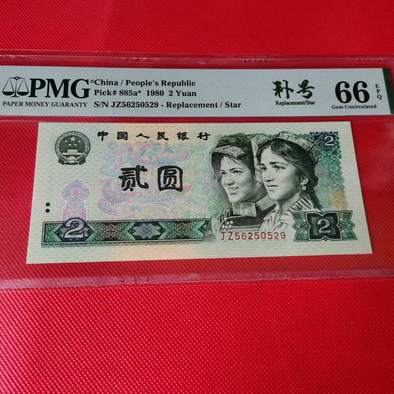 PMG
PAPER MONEY GUARANTY
China / People's Republic
Pick# 885a* 1980 2 Yuan
S/N JZ56250529 - Replacement / Star
补号
Replacement/Star
66 EPQ
Gem Uncirculated
中国人民银行
贰圆
2
2
2
JZ56250529